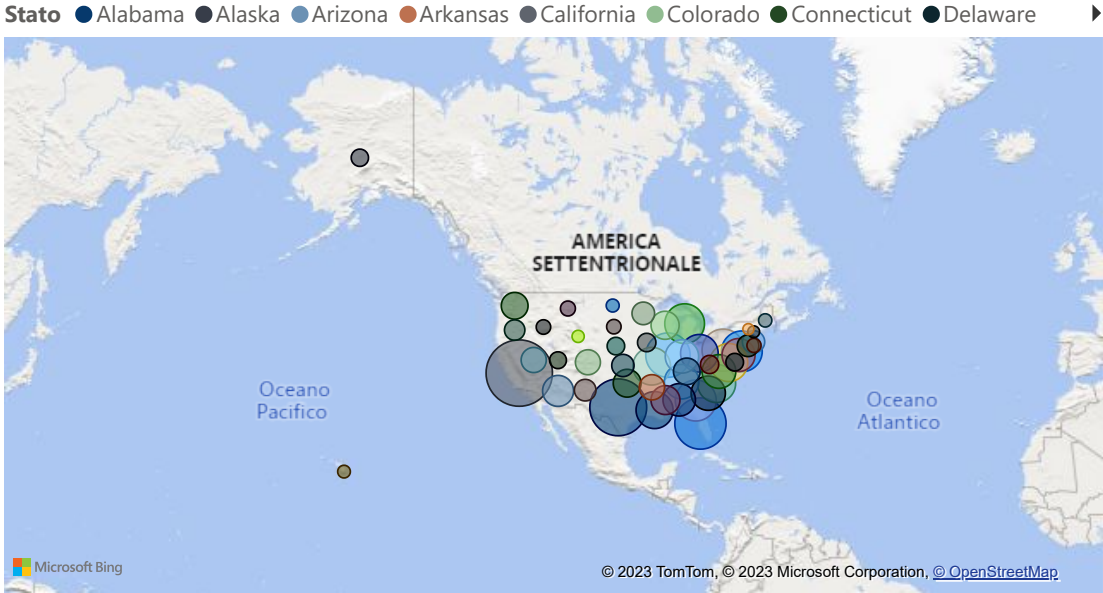 Stato Alabama Alaska Arizona Arkansas California Colorado Connecticut Delaware
AMERICA
SETTENTRIONALE
Oceano
Pacifico
Oceano
Atlantico
Microsoft Bing
© 2023 TomTom, © 2023 Microsoft Corporation, © OpenStreetMap